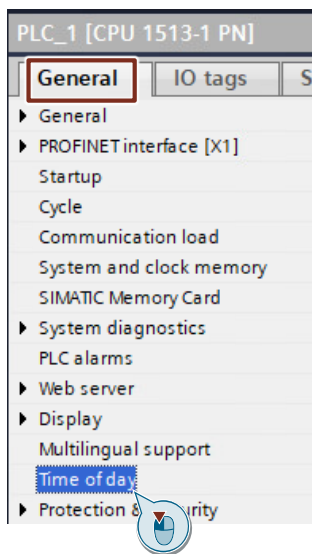 PLC_1 [CPU 1513-1 PN]
General IO tags S
General
PROFINET interface [X1]
Startup
Cycle
Communication load
System and clock memory
SIMATIC Memory Card
System diagnostics
PLC alarms
Web server
Display
Multilingual support
Time of day
Protection &